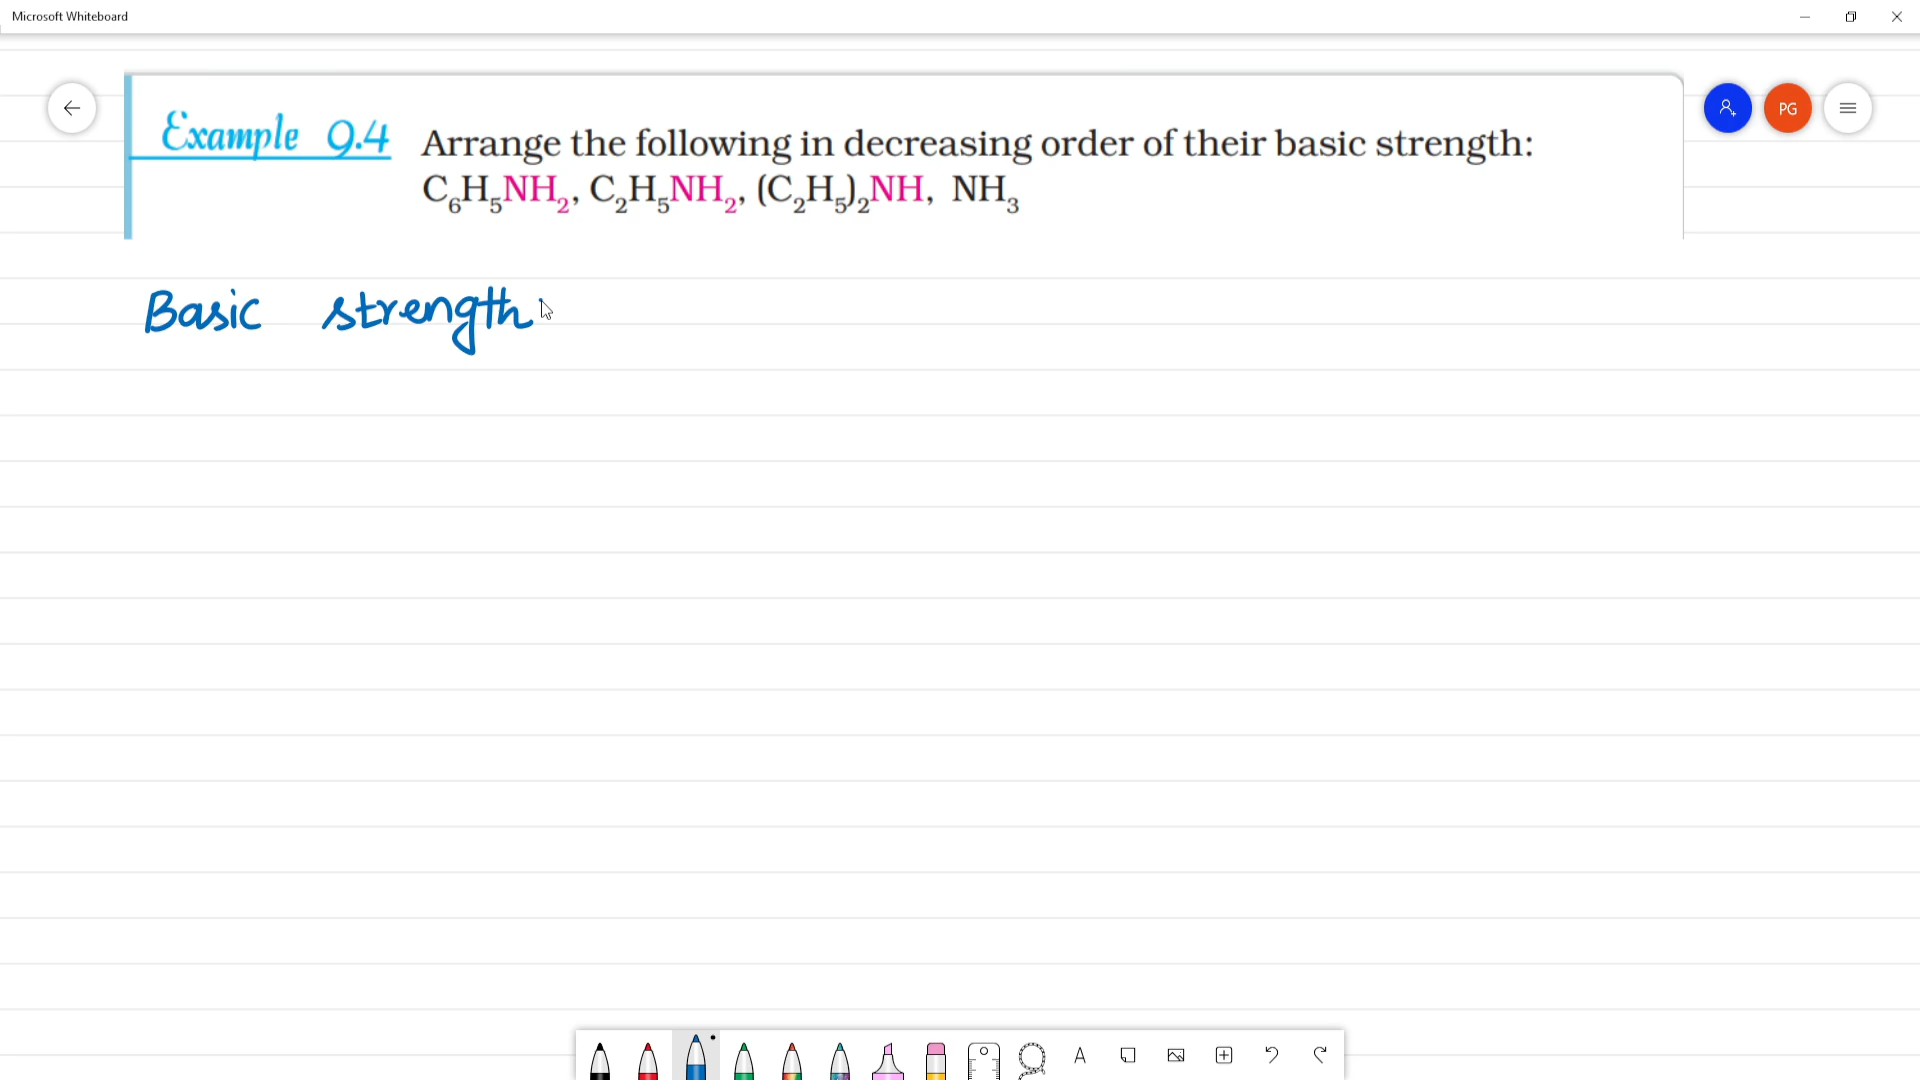 Microsoft Whiteboard
Example 9.4 Arrange the following in decreasing order of their basic strength:
C₆H₅NH₂, C₂H₅NH₂, (C₂H₅)₂NH, NH₃
PG
Basic strength
A